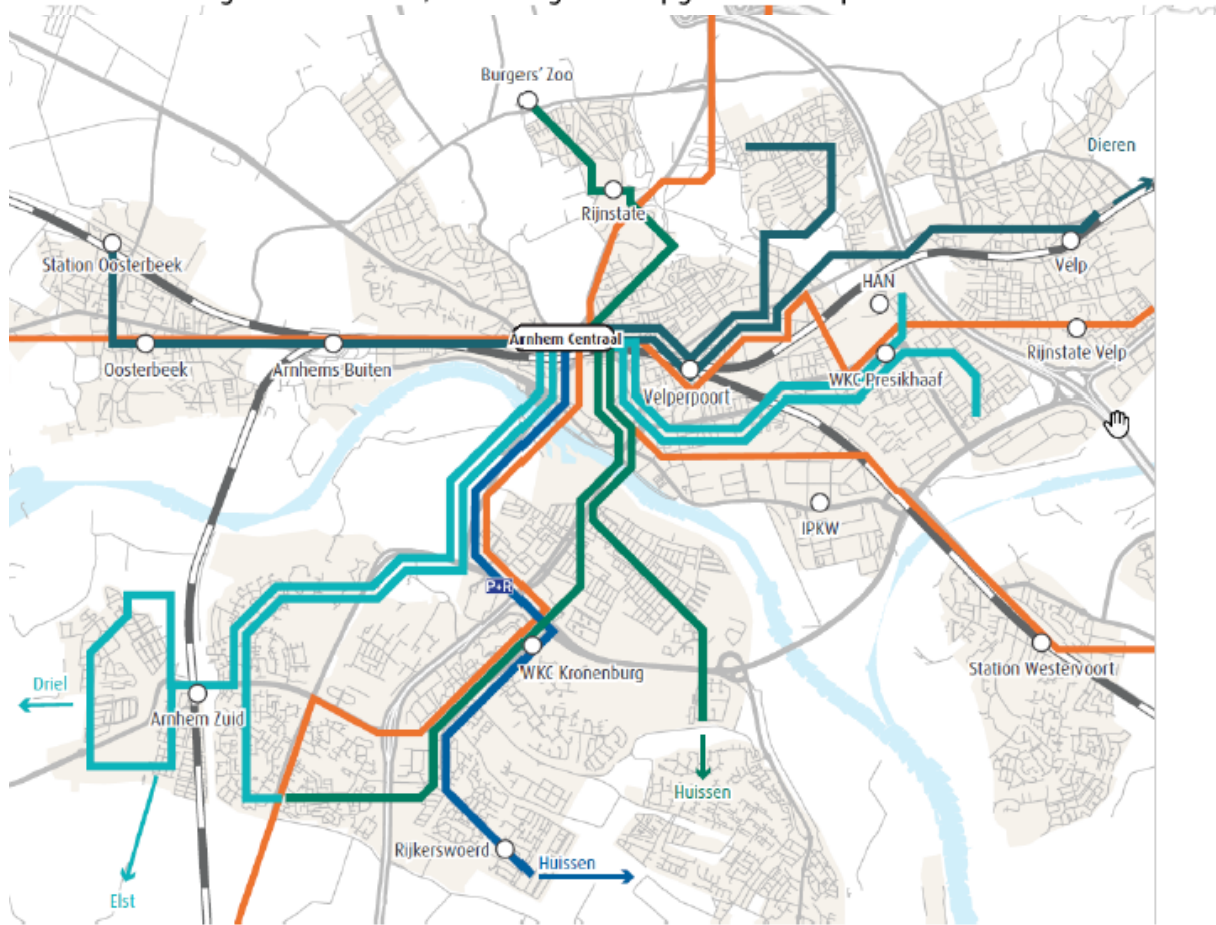 Burgers' Zoo
Dieren
Rijnstate
Station Oosterbeek
Velp
HAN
Arnhem Centraal
Oosterbeek
Arnhems Buiten
Velperpoort
WKC Presikhaaf
Rijnstate Velp
IPKW
P+R
WKC Kronenburg
Station Westervoort
Driel
Arnhem Zuid
Huissen
Rijkerswoerd
Huissen
Elst